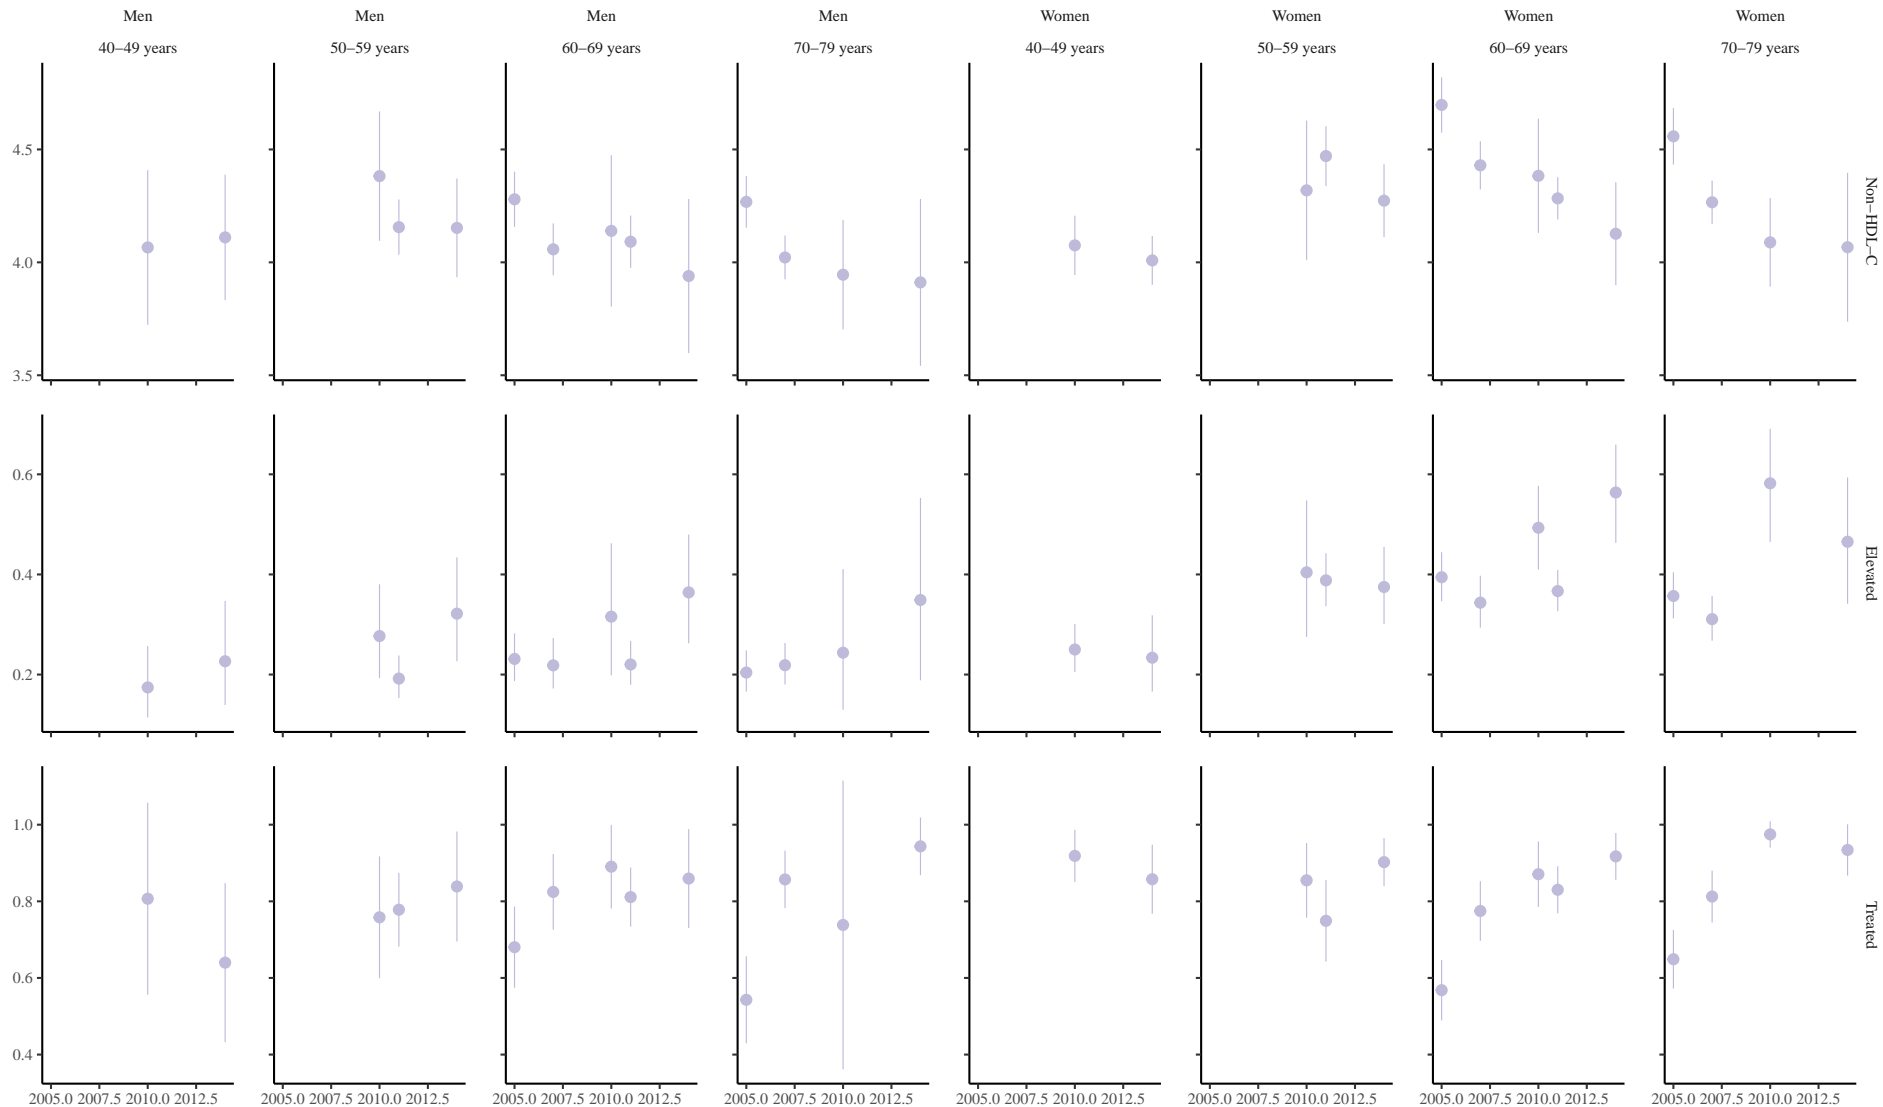 Men Men Men Men Women Women Women Women
40–49 years 50–59 years 60–69 years 70–79 years 40–49 years 50–59 years 60–69 years 70–79 years
4.5
4.0
3.5
Non−HDL−C
0.6
0.4
0.2
Elevated
1.0
0.8
0.6
0.4
Treated
2005.0 2007.5 2010.0 2012.5 2005.0 2007.5 2010.0 2012.5 2005.0 2007.5 2010.0 2012.5 2005.0 2007.5 2010.0 2012.5 2005.0 2007.5 2010.0 2012.5 2005.0 2007.5 2010.0 2012.5 2005.0 2007.5 2010.0 2012.5 2005.0 2007.5 2010.0 2012.5